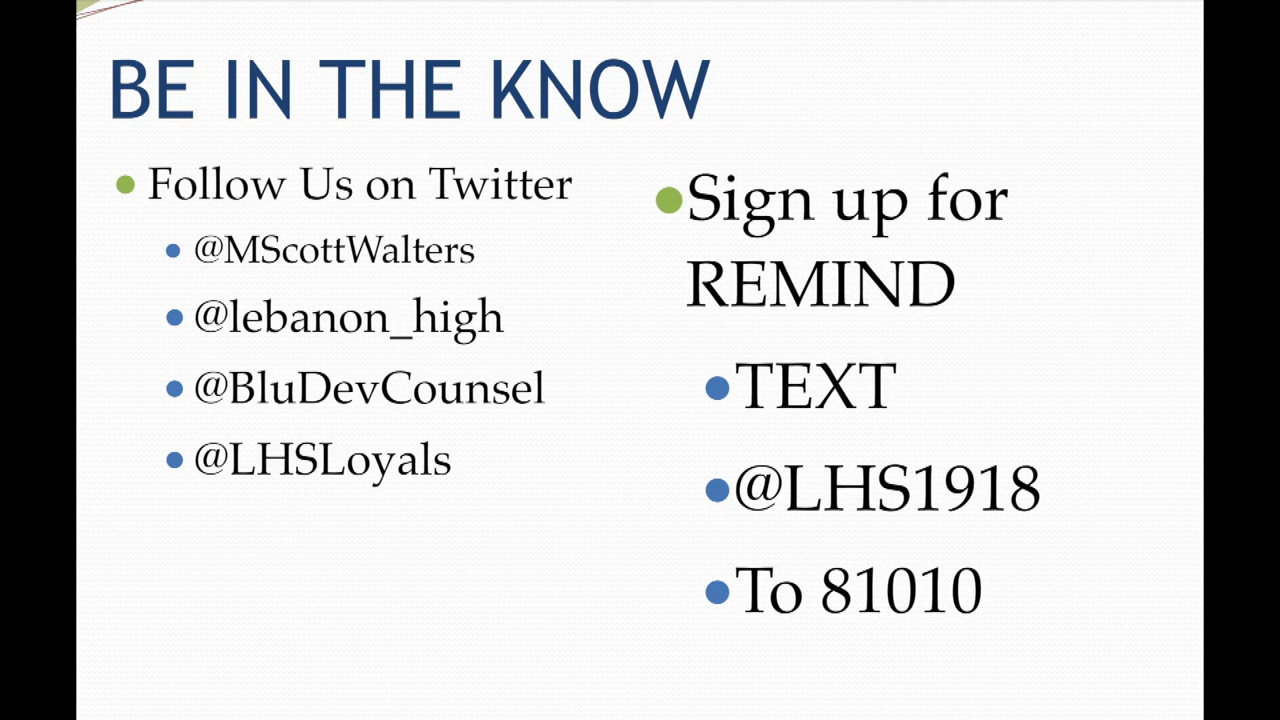 BE IN THE KNOW
Follow Us on Twitter
@MScottWalters
@lebanon_high
@BluDevCounsel
@LHSLoyals
Sign up for
REMIND
TEXT
@LHS1918
To 81010